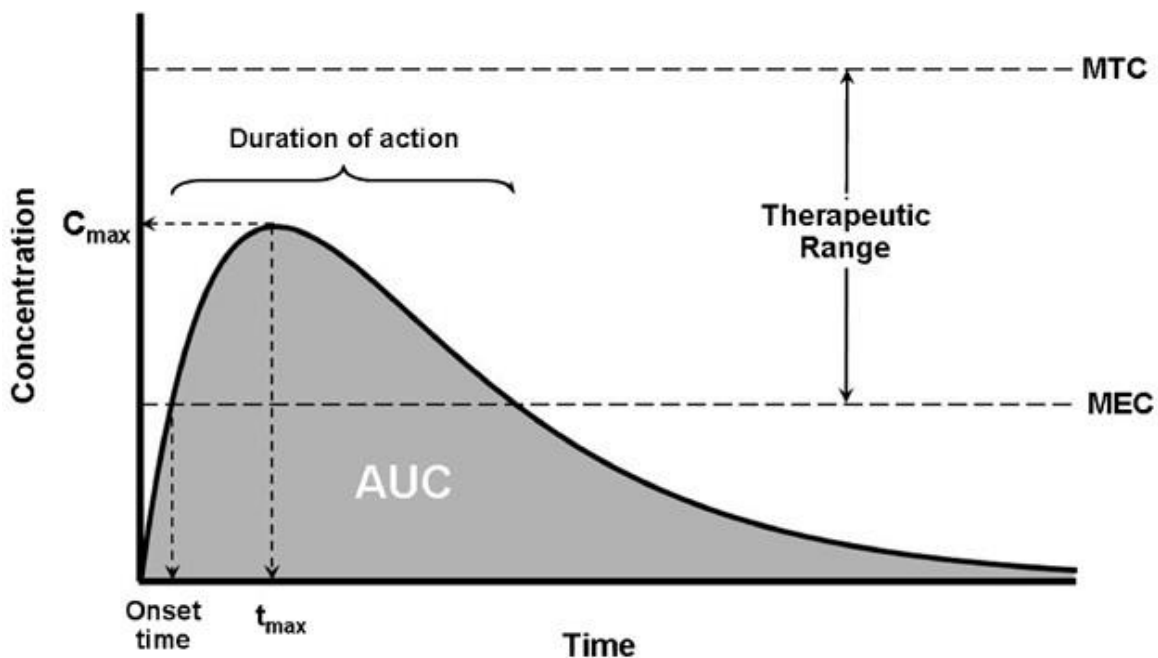 MTC
Duration of action
Concentration
Cmax
Therapeutic
Range
MEC
AUC
Onset
time
tmax
Time